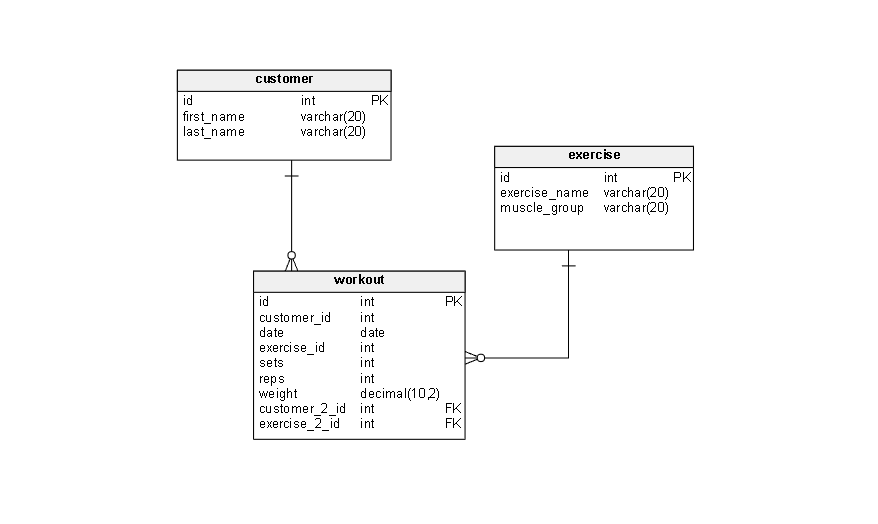 customer
id int PK
first_name varchar(20)
last_name varchar(20)
exercise
id int PK
exercise_name varchar(20)
muscle_group varchar(20)
workout
id int PK
customer_id int
date date
exercise_id int
sets int
reps int
weight decimal(10,2)
customer_2_id int FK
exercise_2_id int FK